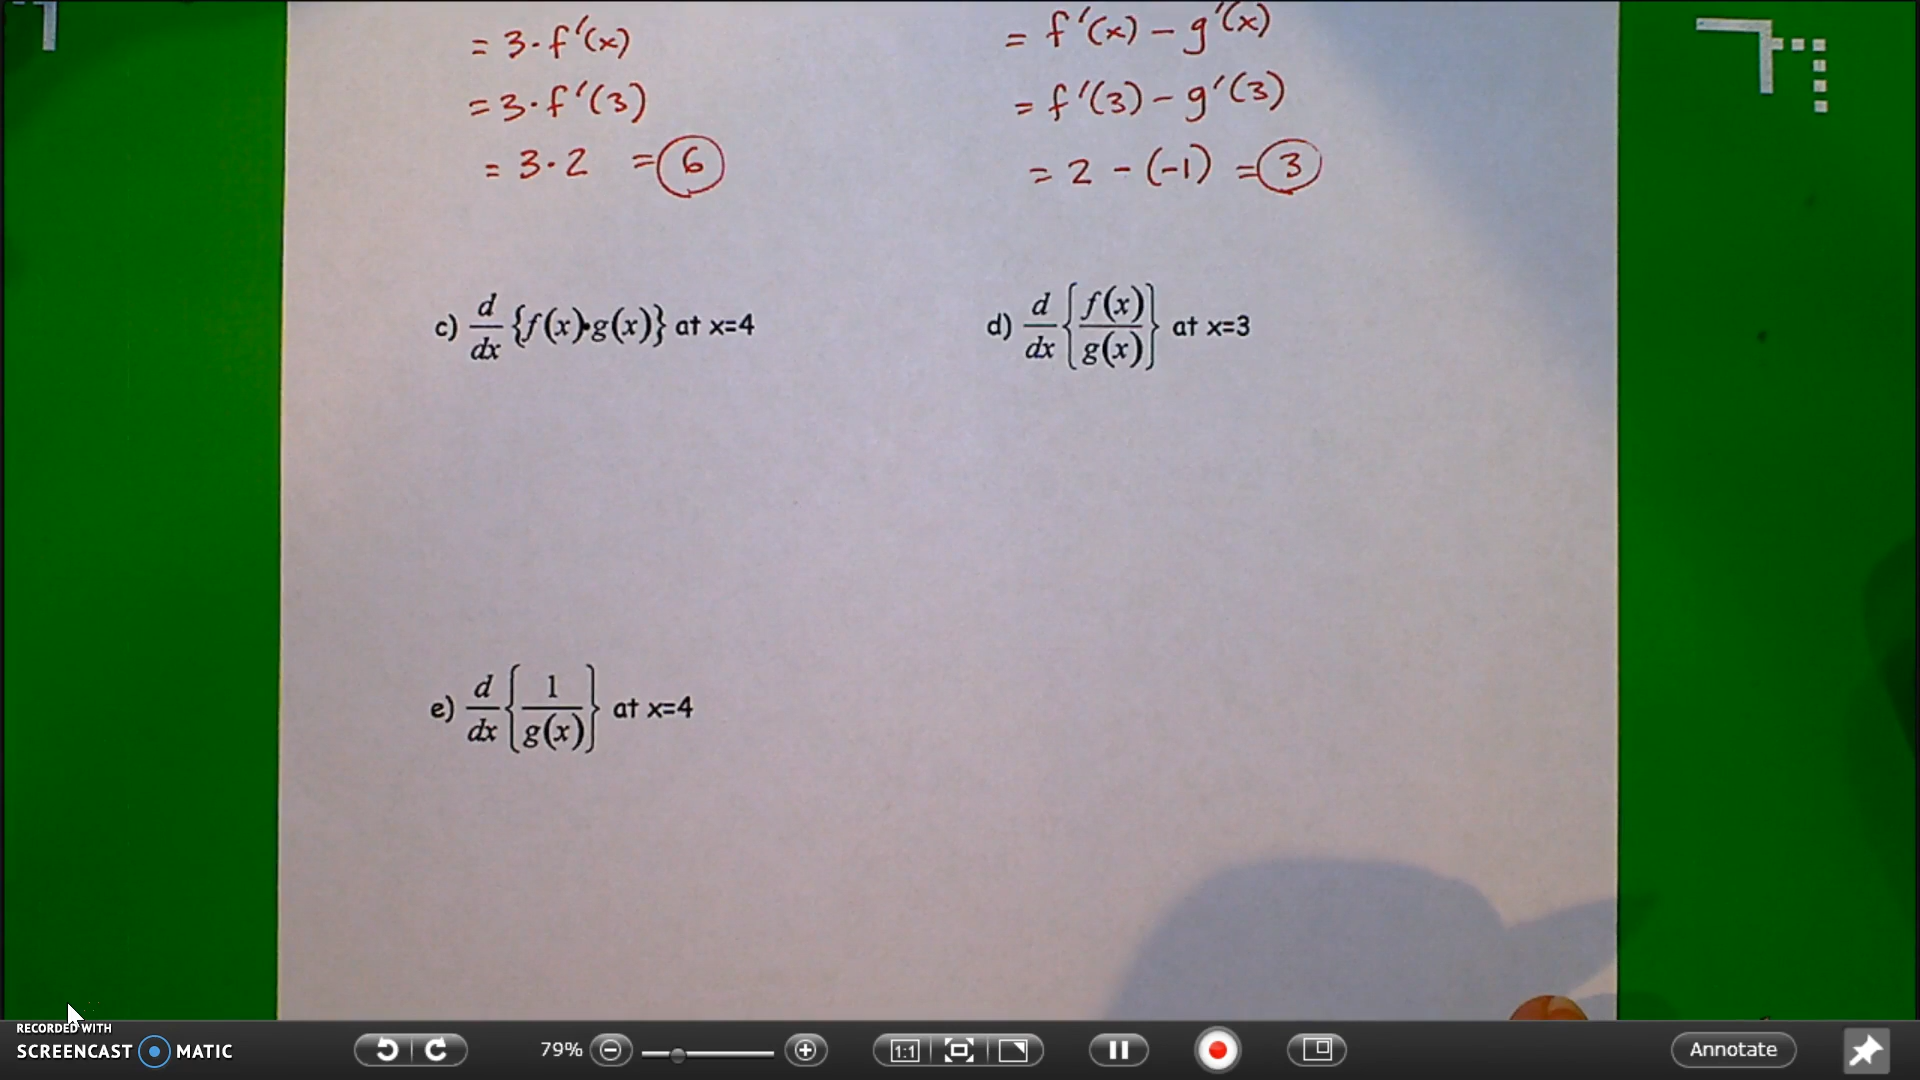 = 3·f'(x)
= f'(x) – g'(x)
= 3·f'(3)
= f'(3) – g'(3)
= 3·2 = 6
= 2 – (-1) = 3
c) d/dx {f(x)·g(x)} at x=4
d) d/dx {f(x)/g(x)} at x=3
e) d/dx {1/g(x)} at x=4
RECORDED WITH
SCREENCAST MATIC
79%
1:1
Annotate